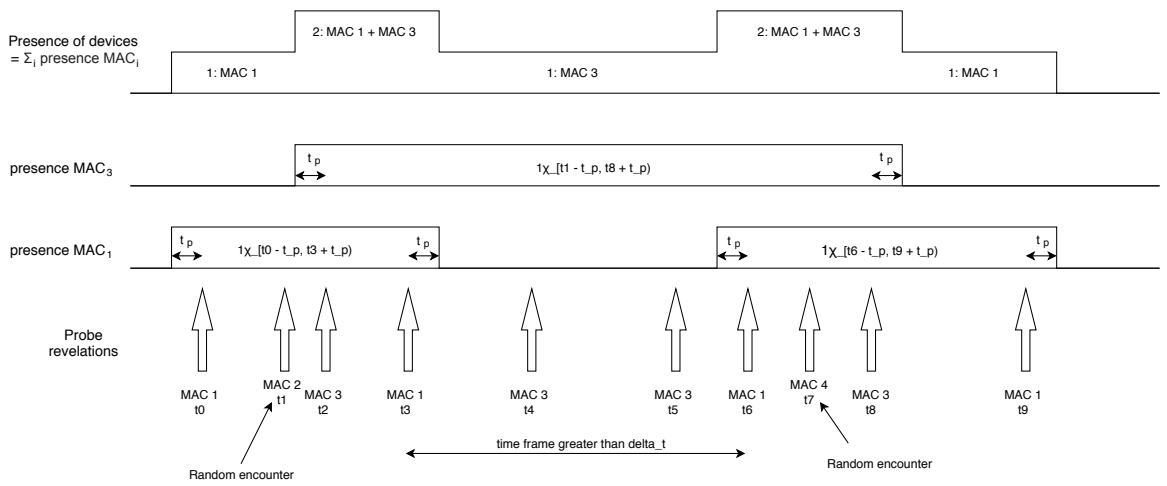 Presence of devices
= Σi presence MACi
2: MAC 1 + MAC 3
2: MAC 1 + MAC 3
1: MAC 1
1: MAC 3
1: MAC 1
presence MAC3
t p
1χ_[t1 - t_p, t8 + t_p)
t p
presence MAC1
t p
1χ_[t0 - t_p, t3 + t_p)
t p
t p
1χ_[t6 - t_p, t9 + t_p)
t p
Probe
revelations
MAC 1
t0
MAC 2
t1
MAC 3
t2
MAC 1
t3
MAC 3
t4
MAC 3
t5
MAC 1
t6
MAC 4
t7
MAC 3
t8
MAC 1
t9
time frame greater than delta_t
Random encounter
Random encounter